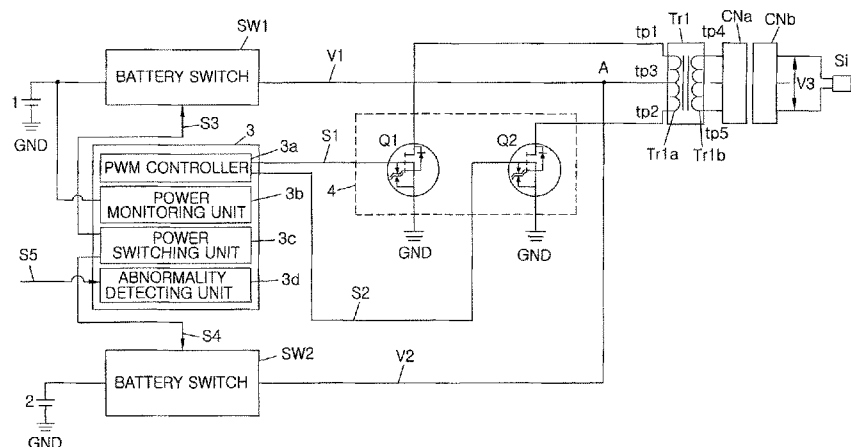 SW1
BATTERY SWITCH
V1
1
GND
S3
3
3a
PWM CONTROLLER
S1
POWER MONITORING UNIT
3b
POWER SWITCHING UNIT
3c
S5
ABNORMALITY DETECTING UNIT
3d
4
Q1
Q2
GND
GND
S2
S4
SW2
BATTERY SWITCH
V2
2
GND
A
tp1
tp3
tp2
Tr1
tp4
tp5
Tr1a
Tr1b
CNa
CNb
V3
Si